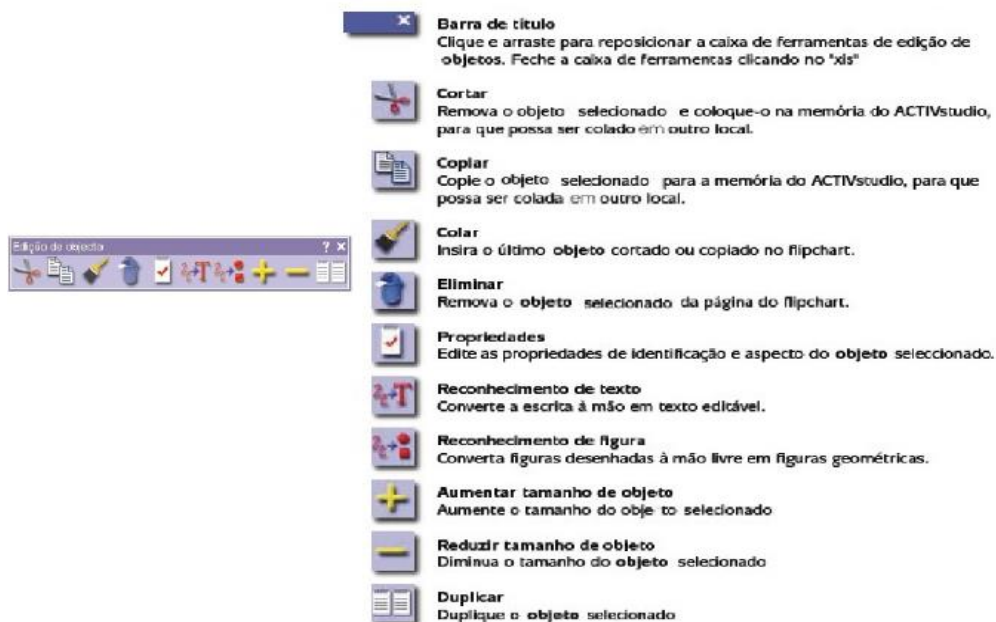 Edição de objecto ? x
Barra de título
Clique e arraste para reposicionar a caixa de ferramentas de edição de
objetos. Feche a caixa de ferramentas clicando no "xis"
Cortar
Remova o objeto selecionado e coloque-o na memória do ACTIVstudio,
para que possa ser colado em outro local.
Copiar
Copie o objeto selecionado para a memória do ACTIVstudio, para que
possa ser colada em outro local.
Colar
Insira o último objeto cortado ou copiado no flipchart.
Eliminar
Remova o objeto selecionado da página do flipchart.
Propriedades
Edite as propriedades de identificação e aspecto do objeto seleccionado.
Reconhecimento de texto
Converte a escrita à mão em texto editável.
Reconhecimento de figura
Converta figuras desenhadas à mão livre em figuras geométricas.
Aumentar tamanho de objeto
Aumente o tamanho do obje to selecionado
Reduzir tamanho de objeto
Diminua o tamanho do objeto selecionado
Duplicar
Duplique o objeto selecionado